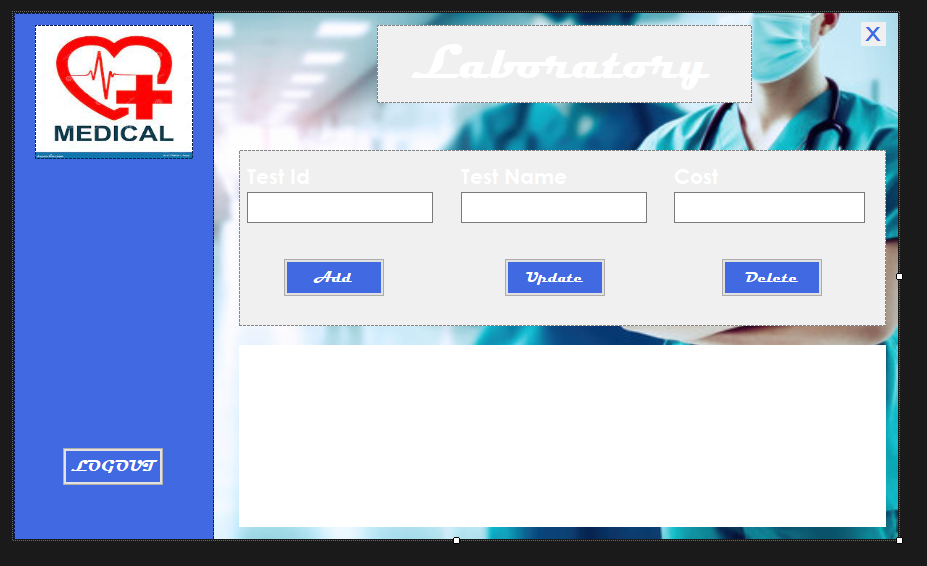 MEDICAL
Laboratory
X
Test Id
Test Name
Cost
Add
Update
Delete
LOGOUT